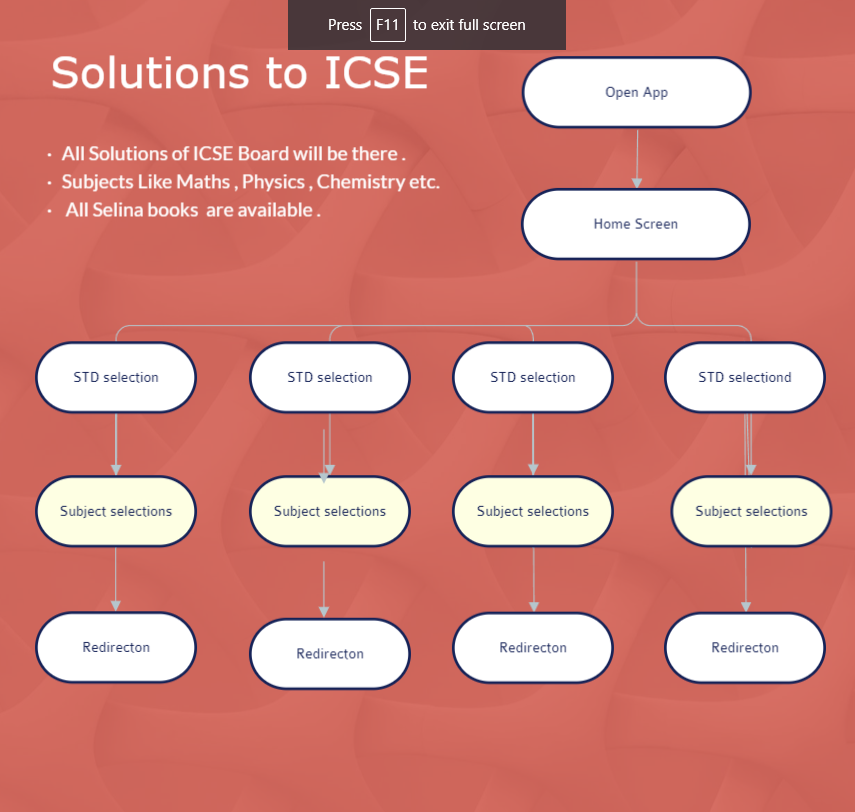 Press F11 to exit full screen
Solutions to ICSE
· All Solutions of ICSE Board will be there .
· Subjects Like Maths , Physics , Chemistry etc.
· All Selina books are available .
Open App
Home Screen
STD selection STD selection STD selection STD selectiond
Subject selections Subject selections Subject selections Subject selections
Redirecton Redirecton Redirecton Redirecton